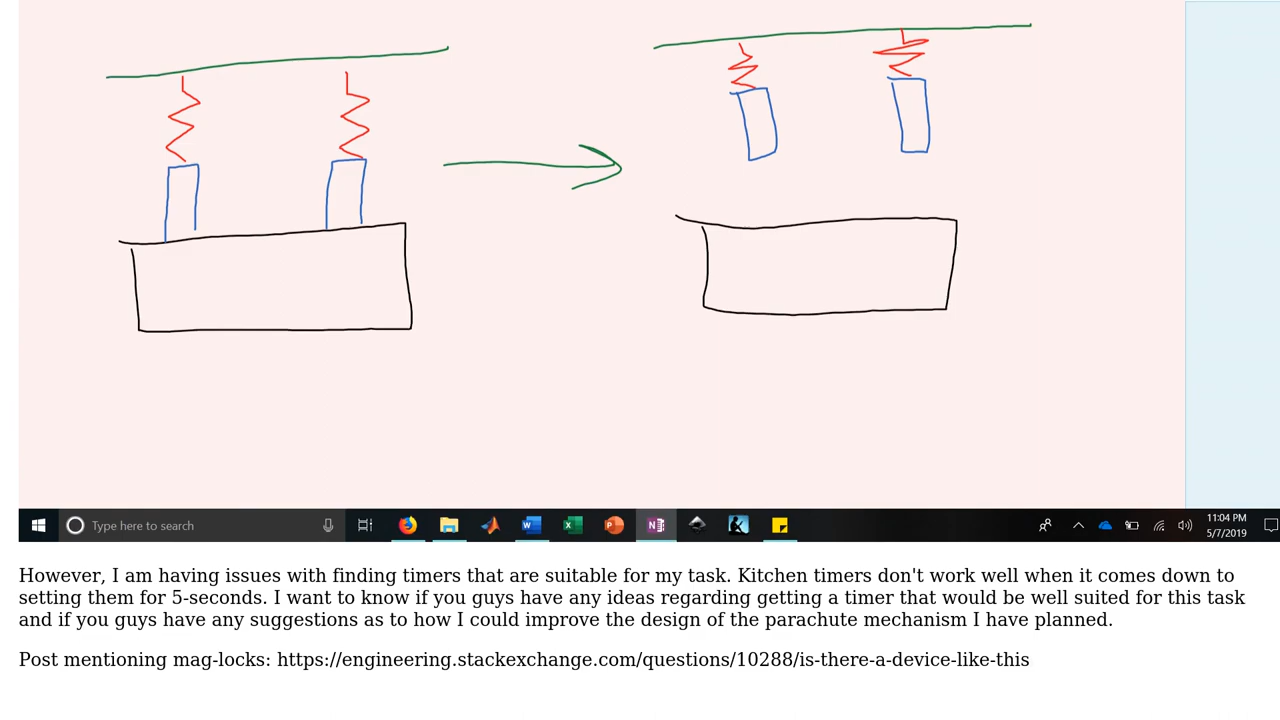 Type here to search
11:04 PM
5/7/2019
However, I am having issues with finding timers that are suitable for my task. Kitchen timers don't work well when it comes down to
setting them for 5-seconds. I want to know if you guys have any ideas regarding getting a timer that would be well suited for this task
and if you guys have any suggestions as to how I could improve the design of the parachute mechanism I have planned.
Post mentioning mag-locks: https://engineering.stackexchange.com/questions/10288/is-there-a-device-like-this